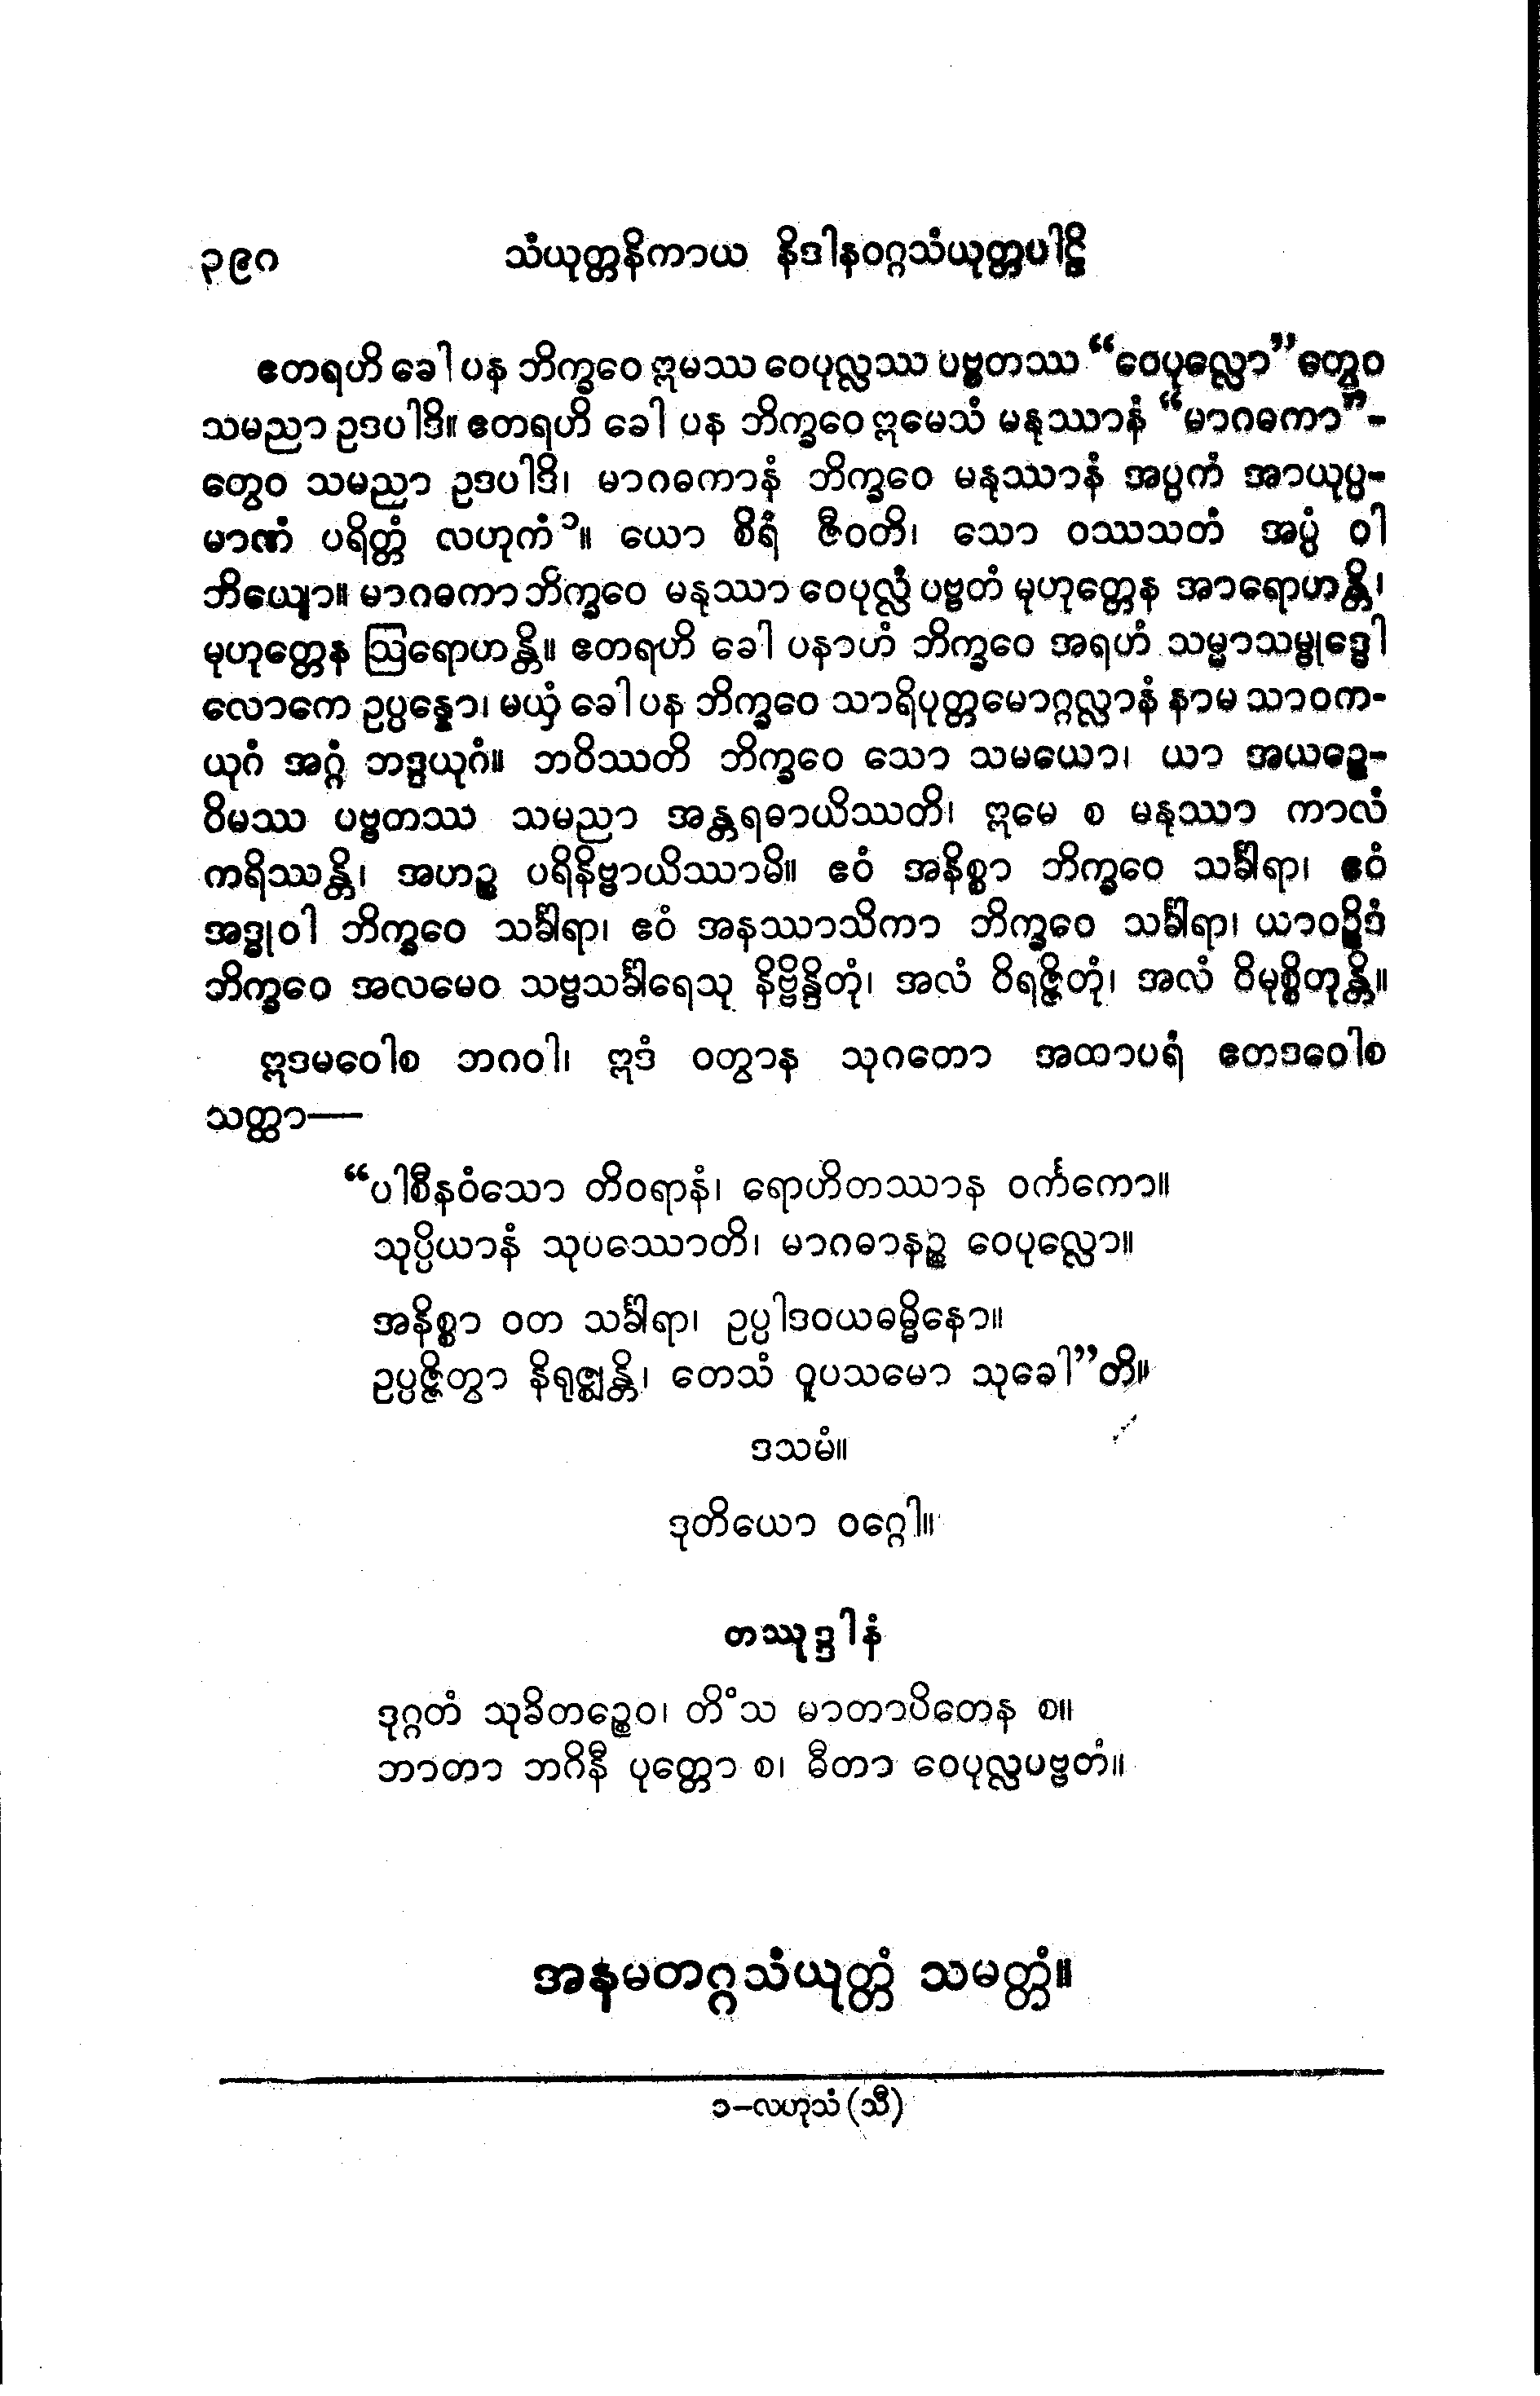 ၃၉၀ သံယုတ္တနိကာယ နိဒါနဝဂ္ဂသံယုတ္တပါဠိ
ဧတရဟိ ခေါ ပန ဘိက္ခဝေ ဣမဿ ဝေပုလ္လဿ ပဗ္ဗတဿ “ဝေပုလ္လော”တွေဝ
သမညာ ဥဒပါဒိ။ ဧတရဟိ ခေါ ပန ဘိက္ခဝေ ဣမေသံ မနုဿာနံ “မာဂဓကာ”-
တွေဝ သမညာ ဥဒပါဒိ၊ မာဂဓကာနံ ဘိက္ခဝေ မနုဿာနံ အပ္ပကံ အာယုပ္ပ-
မာဏံ ပရိတ္တံ လဟုကံ ၁။ ယော စိရံ ဇီဝတိ၊ သော ဝဿသတံ အပ္ပံ ဝါ
ဘိယျော။ မာဂဓကာ ဘိက္ခဝေ မနုဿာ ဝေပုလ္လံ ပဗ္ဗတံ မုဟုတ္တေန အာရောဟန္တိ၊
မုဟုတ္တေန ဩရောဟန္တိ။ ဧတရဟိ ခေါ ပနာဟံ ဘိက္ခဝေ အရဟံ သမ္မာသမ္ဗုဒ္ဓေါ
လောကေ ဥပ္ပန္နော၊ မယှံ ခေါ ပန ဘိက္ခဝေ သာရိပုတ္တမောဂ္ဂလ္လာနံ နာမ သာဝက-
ယုဂံ အဂ္ဂံ ဘဒ္ဒယုဂံ။ ဘဝိဿတိ ဘိက္ခဝေ သော သမယော၊ ယာ အယဉ္စေ-
ဝိမဿ ပဗ္ဗတဿ သမညာ အန္တရဓာယိဿတိ၊ ဣမေ စ မနုဿာ ကာလံ
ကရိဿန္တိ၊ အဟဉ္စ ပရိနိဗ္ဗာယိဿာမိ။ ဧဝံ အနိစ္စာ ဘိက္ခဝေ သင်္ခါရာ၊ ဧဝံ
အဒ္ဓုဝါ ဘိက္ခဝေ သင်္ခါရာ၊ ဧဝံ အနဿာသိကာ ဘိက္ခဝေ သင်္ခါရာ၊ ယာဝဉ္စိဒံ
ဘိက္ခဝေ အလမေဝ သဗ္ဗသင်္ခါရေသု နိဗ္ဗိန္ဒိတုံ၊ အလံ ဝိရဇ္ဇိတုံ၊ အလံ ဝိမုစ္စိတုန္တိ။
ဣဒမဝေါစ ဘဂဝါ၊ ဣဒံ ဝတွာန သုဂတော အထာပရံ ဧတဒဝေါစ
သတ္ထာ—
“ပါစီနဝံသော တိဝရာနံ၊ ရောဟိတဿာန ဝင်္ကကော။
သုပ္ပိယာနံ သုပဿောတိ၊ မာဂဓာနဉ္စ ဝေပုလ္လော။
အနိစ္စာ ဝတ သင်္ခါရာ၊ ဥပ္ပါဒဝယဓမ္မိနော။
ဥပ္ပဇ္ဇိတွာ နိရုဇ္ဈန္တိ၊ တေသံ ဝူပသမော သုခေါ”တိ။
ဒသမံ။
ဒုတိယော ဝဂ္ဂေါ။
တဿုဒ္ဒါနံ
ဒုဂ္ဂတံ သုခိတဉ္စေဝ၊ တိံသ မာတာပိတေန စ။
ဘာတာ ဘဂိနီ ပုတ္တော စ၊ ဓီတာ ဝေပုလ္လပဗ္ဗတံ။
အနမတဂ္ဂသံယုတ္တံ သမတ္တံ။
၁–လဟုသံ (သီ)